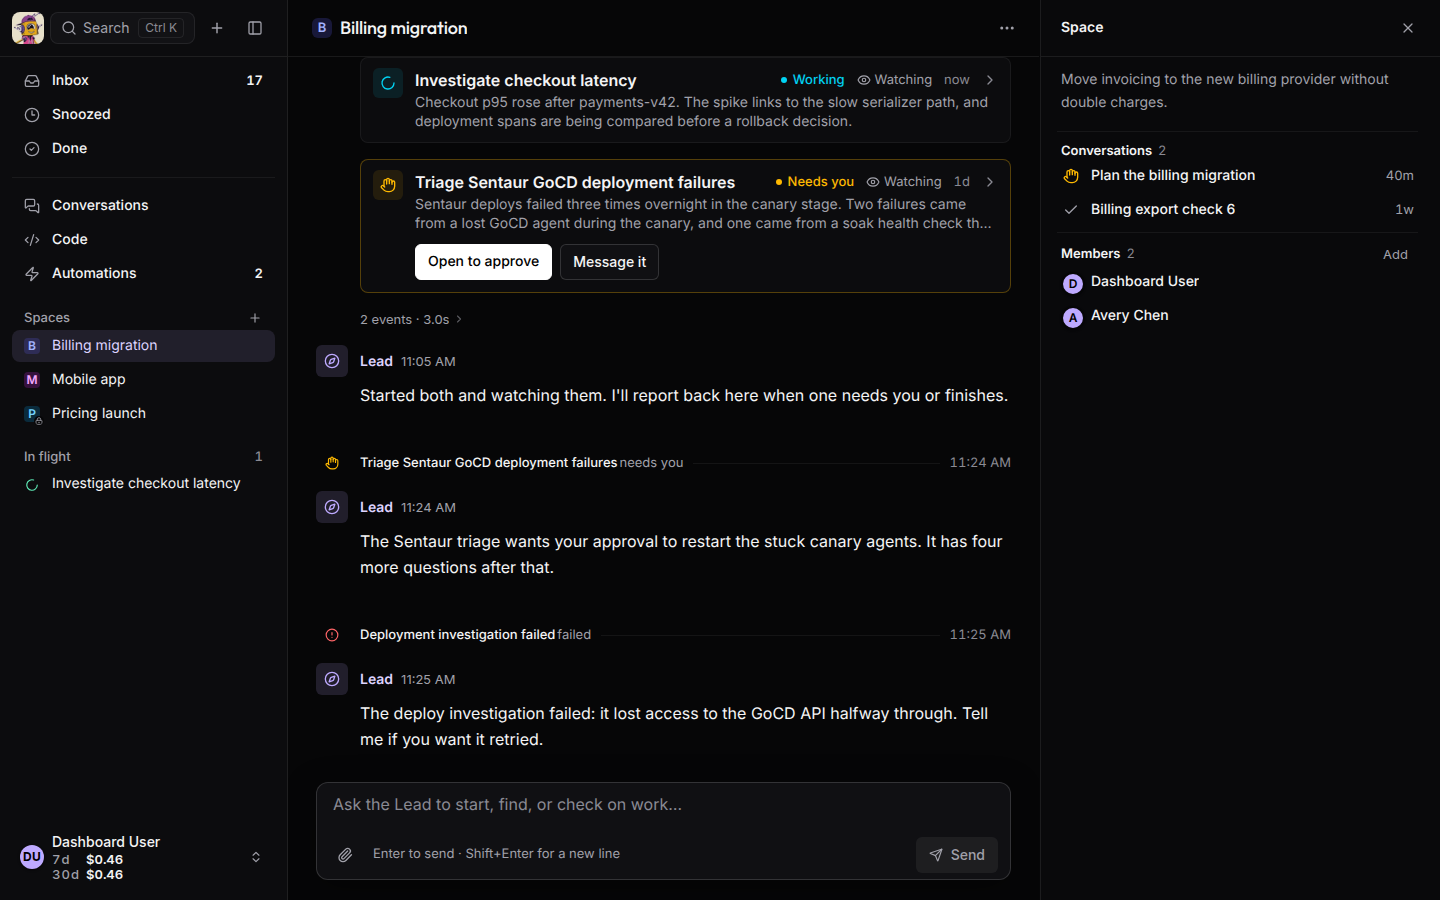 Search
Ctrl K
Inbox
17
Snoozed
Done
Conversations
Code
Automations
2
Spaces
B
Billing migration
M
Mobile app
P
Pricing launch
In flight
1
Investigate checkout latency
DU
Dashboard User
7d $0.46
30d $0.46
B
Billing migration
Investigate checkout latency
Working
Watching
now
Checkout p95 rose after payments-v42. The spike links to the slow serializer path, and
deployment spans are being compared before a rollback decision.
Triage Sentaur GoCD deployment failures
Needs you
Watching
1d
Sentaur deploys failed three times overnight in the canary stage. Two failures came
from a lost GoCD agent during the canary, and one came from a soak health check th...
Open to approve
Message it
2 events · 3.0s
Lead 11:05 AM
Started both and watching them. I'll report back here when one needs you or finishes.
Triage Sentaur GoCD deployment failures needs you
11:24 AM
Lead 11:24 AM
The Sentaur triage wants your approval to restart the stuck canary agents. It has four
more questions after that.
Deployment investigation failed failed
11:25 AM
Lead 11:25 AM
The deploy investigation failed: it lost access to the GoCD API halfway through. Tell
me if you want it retried.
Ask the Lead to start, find, or check on work...
Enter to send · Shift+Enter for a new line
Send
Space
Move invoicing to the new billing provider without
double charges.
Conversations 2
Plan the billing migration
40m
Billing export check 6
1w
Members 2
Add
D
Dashboard User
A
Avery Chen